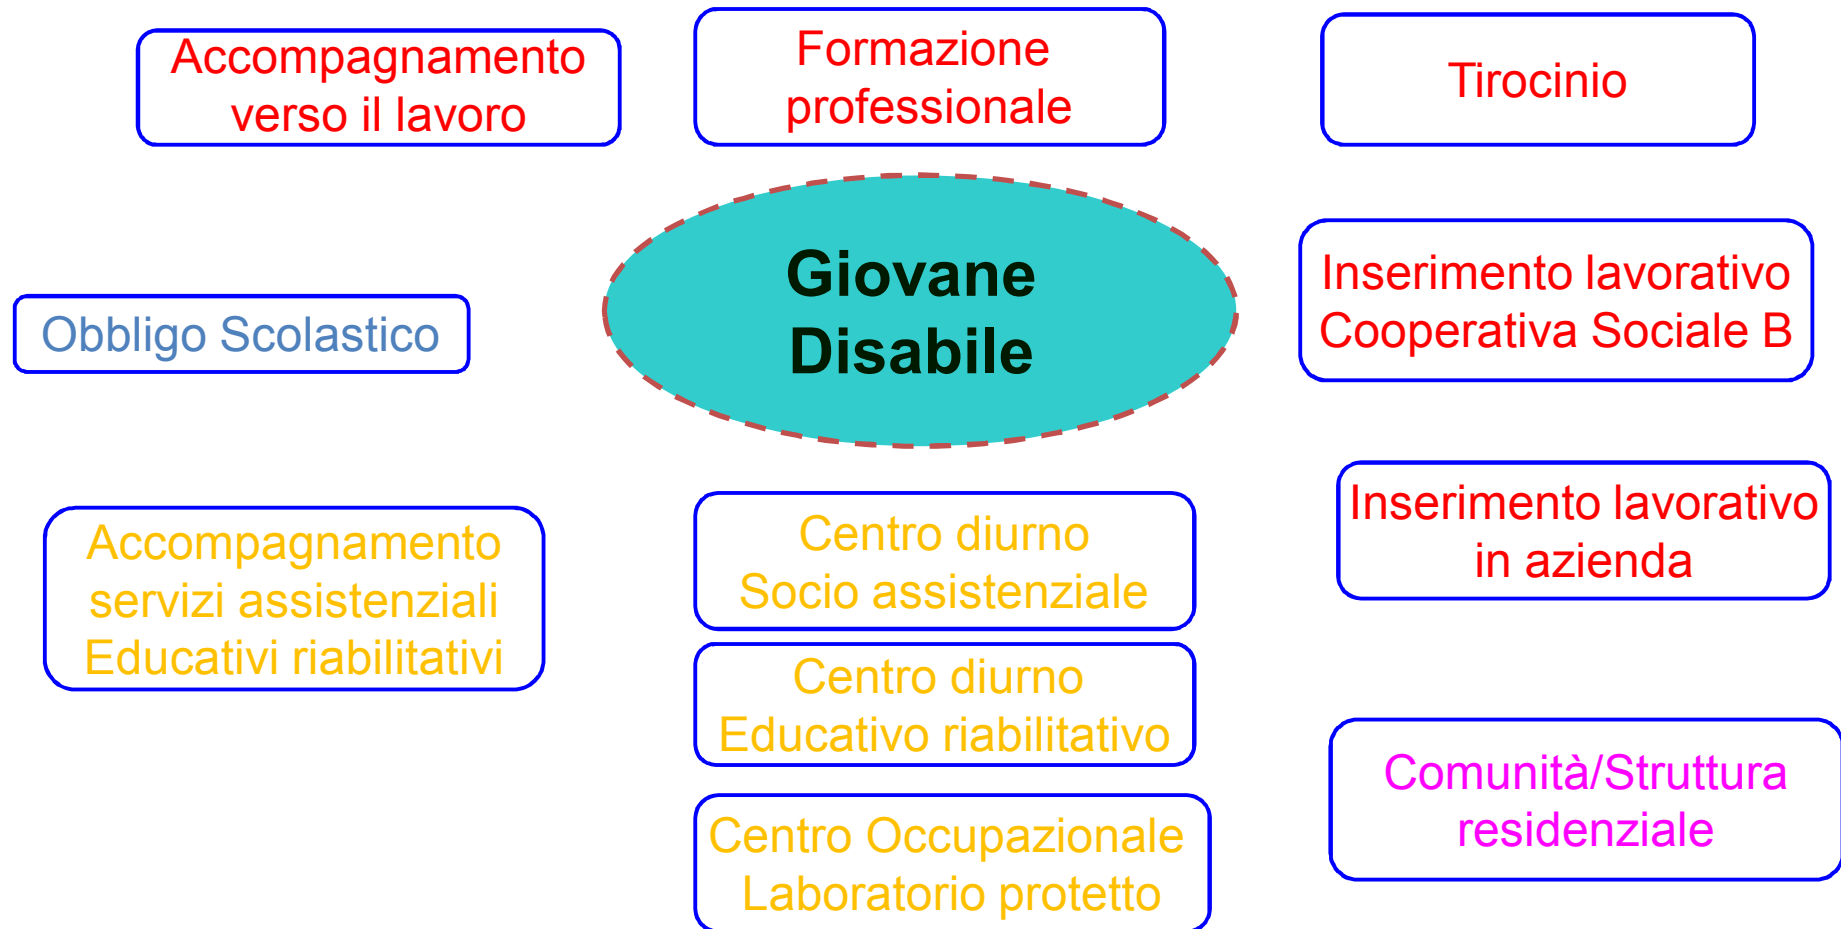 Accompagnamento
verso il lavoro
Formazione
professionale
Tirocinio
Giovane
Disabile
Obbligo Scolastico
Inserimento lavorativo
Cooperativa Sociale B
Accompagnamento
servizi assistenziali
Educativi riabilitativi
Centro diurno
Socio assistenziale
Inserimento lavorativo
in azienda
Centro diurno
Educativo riabilitativo
Comunità/Struttura
residenziale
Centro Occupazionale
Laboratorio protetto